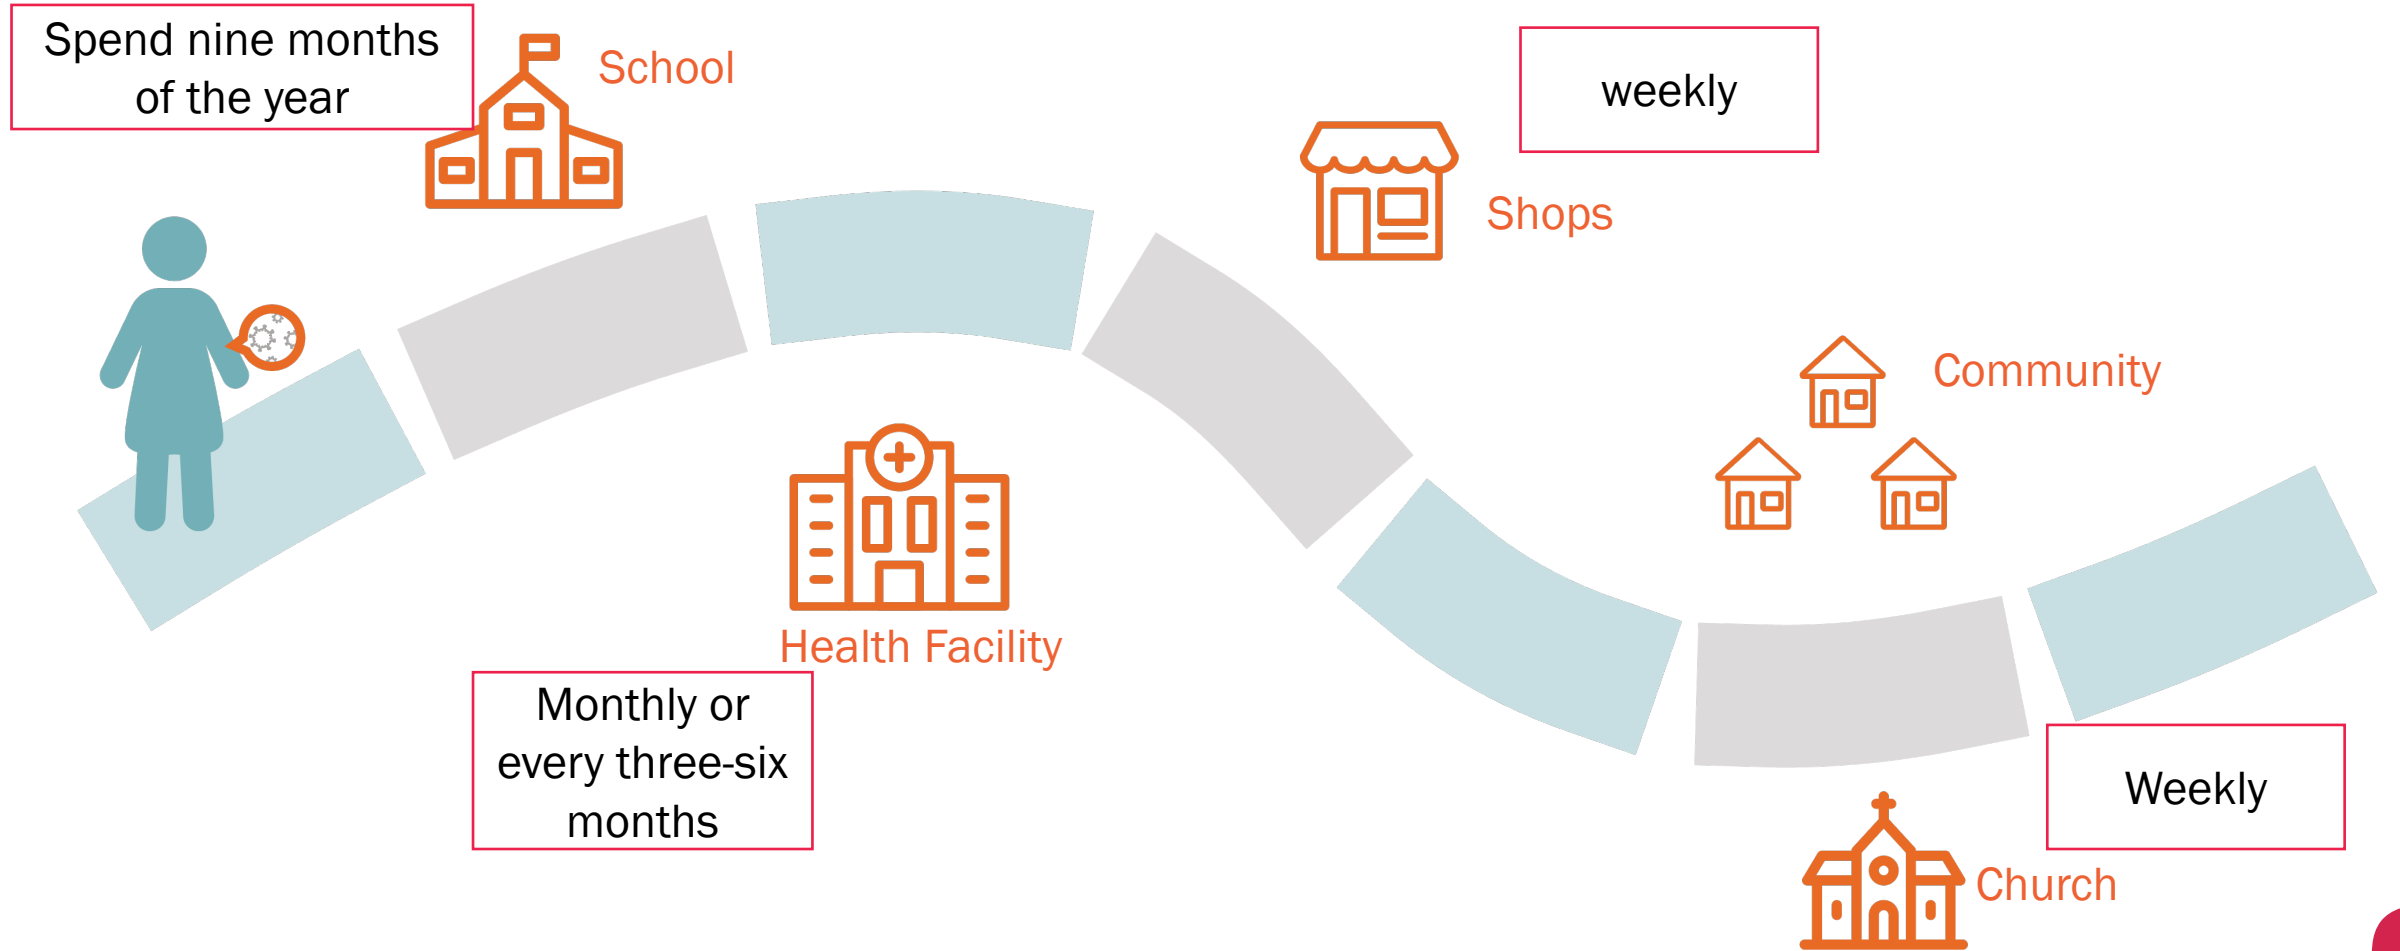 Spend nine months
of the year
School
weekly
Shops
Community
Health Facility
Monthly or
every three-six
months
Weekly
Church